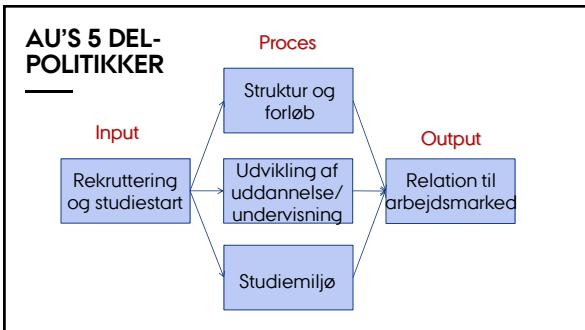 AU'S 5 DEL-
POLITIKKER
Proces
Struktur og
forløb
Input
Rekruttering
og studiestart
Udvikling af
uddannelse/
undervisning
Output
Relation til
arbejdsmarked
Studiemiljø